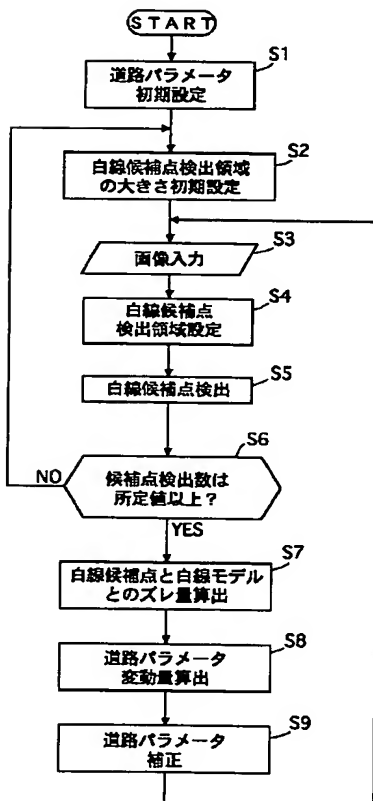 START
S1
道路パラメータ
初期設定
S2
白線候補点検出領域
の大きさ初期設定
S3
画像入力
S4
白線候補点
検出領域設定
S5
白線候補点検出
S6
候補点検出数は
所定値以上?
NO
YES
S7
白線候補点と白線モデル
とのズレ量算出
S8
道路パラメータ
変動量算出
S9
道路パラメータ
補正